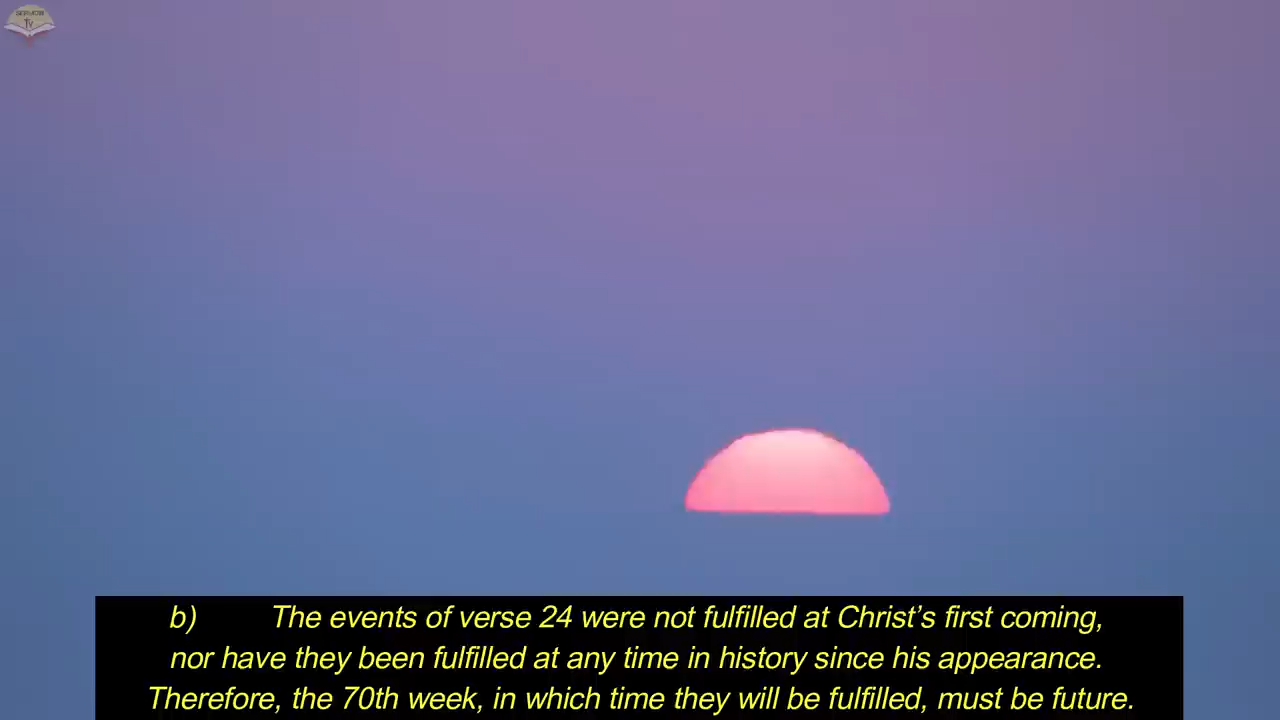 Tv
b) The events of verse 24 were not fulfilled at Christ’s first coming,
nor have they been fulfilled at any time in history since his appearance.
Therefore, the 70th week, in which time they will be fulfilled, must be future.